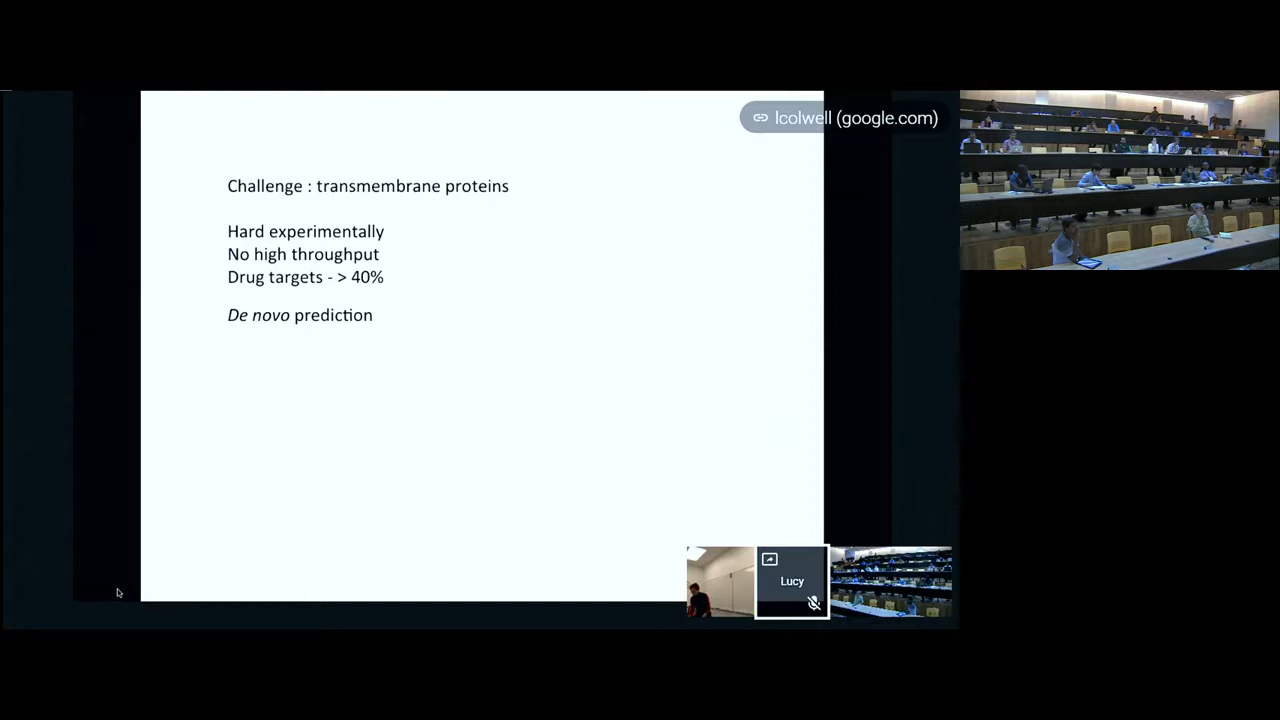 lcolwell (google.com)
Challenge : transmembrane proteins
Hard experimentally
No high throughput
Drug targets - > 40%
De novo prediction
Lucy